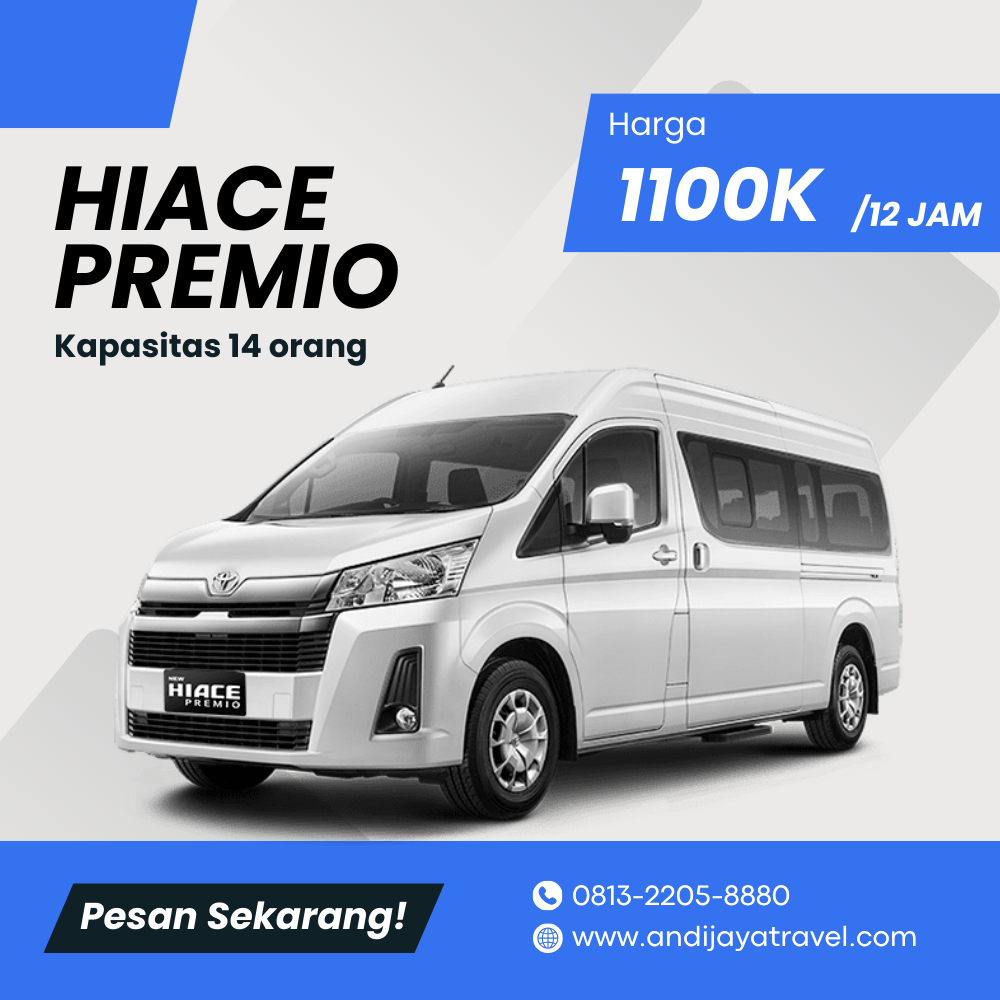 HIACE
PREMIO
Kapasitas 14 orang
Harga
1100K /12 JAM
NEW
HIACE
PREMIO
Pesan Sekarang!
0813-2205-8880
www.andijayatravel.com